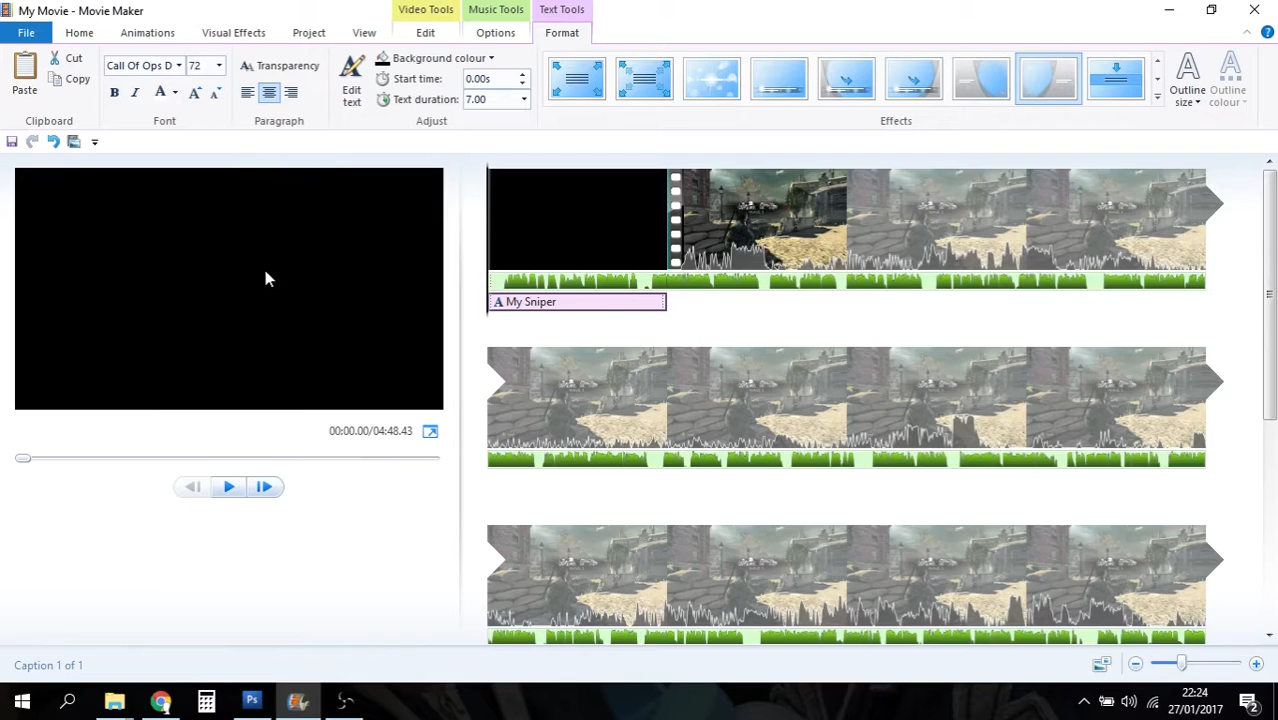 My Movie - Movie Maker
Video Tools
Music Tools
Text Tools
File
Home
Animations
Visual Effects
Project
View
Edit
Options
Format
Paste
Cut
Copy
Clipboard
Call Of Ops D
72
B I A A A
Font
Transparency
Paragraph
Edit text
Background colour
Start time: 0.00s
Text duration: 7.00
Adjust
Effects
Outline size
Outline colour
A My Sniper
00:00.00/04:48.43
Caption 1 of 1
Ps
22:24
27/01/2017
2